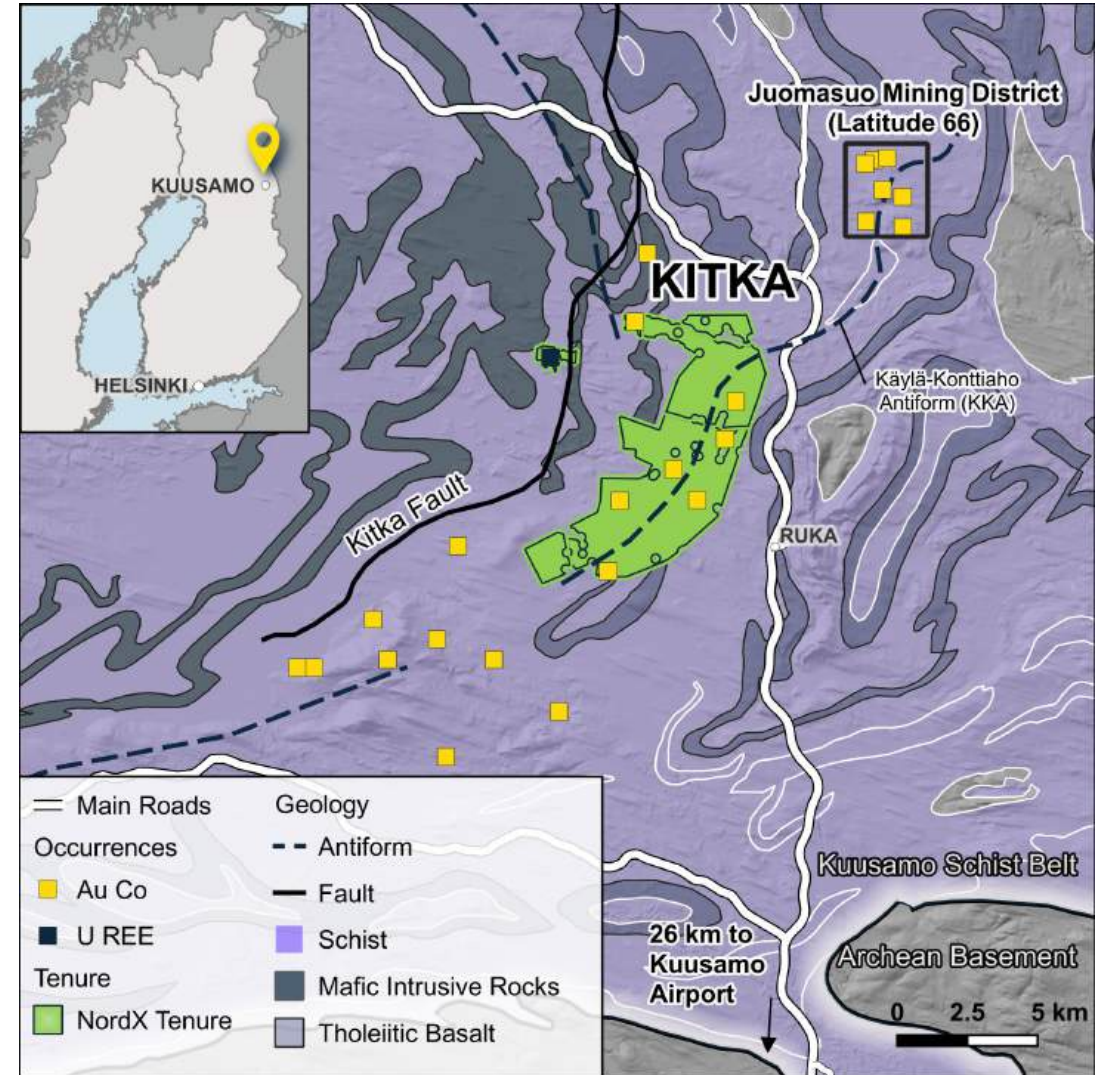 KUUSAMO
HELSINKI
Juomasuo Mining District
(Latitude 66)
KITKA
Käylä-Konttiaho
Antiform (KKA)
Kitka Fault
RUKA
Main Roads
Occurrences
Au Co
U REE
Tenure
NordX Tenure
Geology
Antiform
Fault
Schist
Mafic Intrusive Rocks
Tholeiitic Basalt
Kuusamo Schist Belt
26 km to
Kuusamo
Airport
Archean Basement
0 2.5 5 km